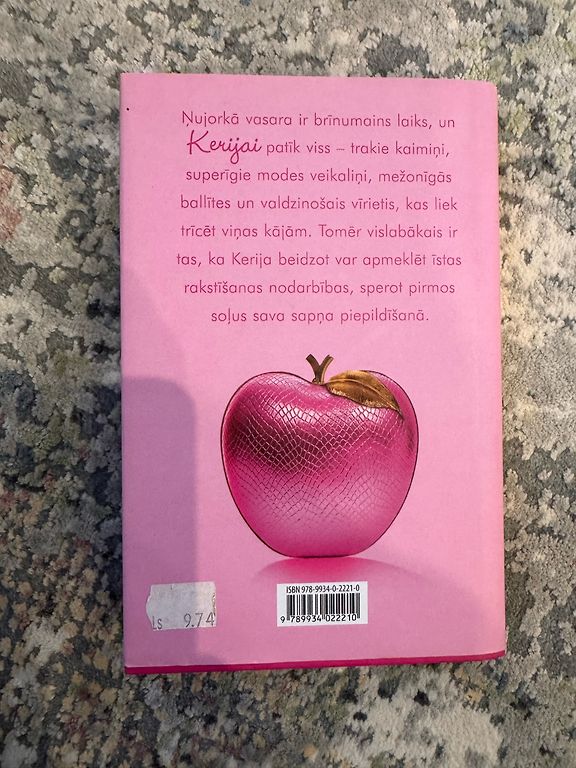 Ņujorkā vasara ir brīnumains laiks, un
Kerijai patīk viss – trakie kaimiņi,
superīgie modes veikaliņi, mežonīgās
ballītes un valdzinošais vīrietis, kas liek
trīcēt viņas kājām. Tomēr vislabākais ir
tas, ka Kerija beidzot var apmeklēt īstas
rakstīšanas nodarbības, sperot pirmos
soļus sava sapņa piepildīšanā.
ISBN 978-9934-0-2221-0
9 789934 022210
Ls 9.74